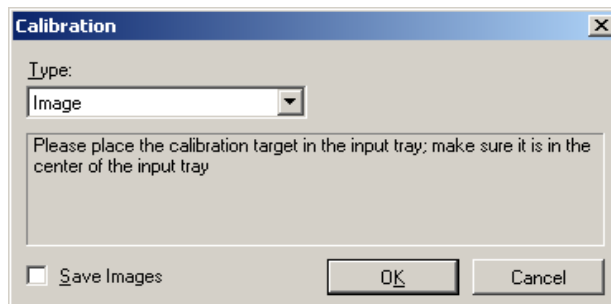 Calibration
Type:
Image
Please place the calibration target in the input tray; make sure it is in the
center of the input tray
Save Images
OK
Cancel